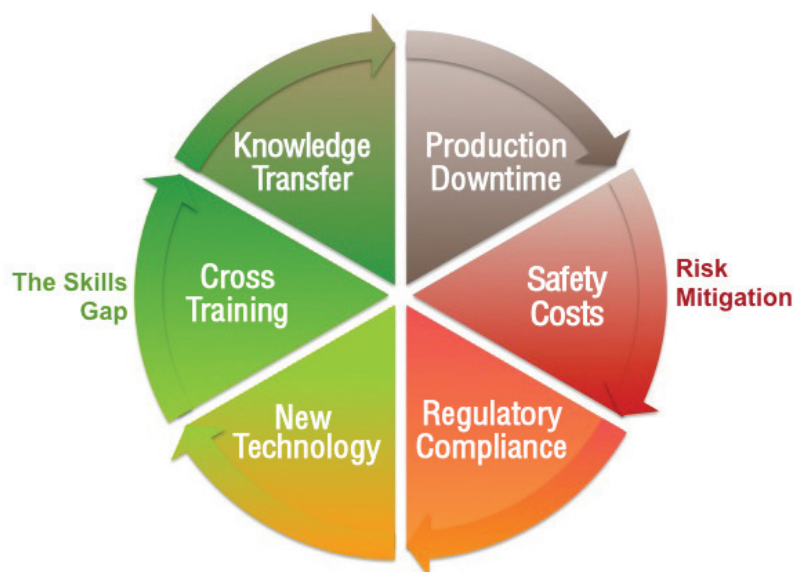 Knowledge
Transfer
Production
Downtime
The Skills
Gap
Cross
Training
Safety
Costs
Risk
Mitigation
New
Technology
Regulatory
Compliance